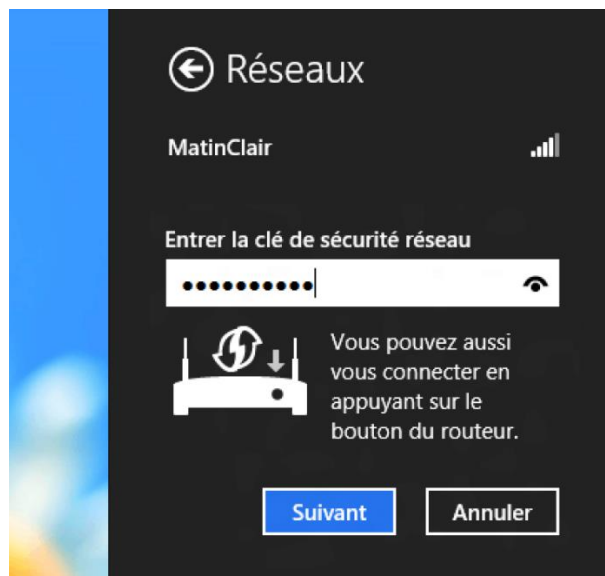 Réseaux
MatinClair
Entrer la clé de sécurité réseau
••••••••••
Vous pouvez aussi
vous connecter en
appuyant sur le
bouton du routeur.
Suivant
Annuler